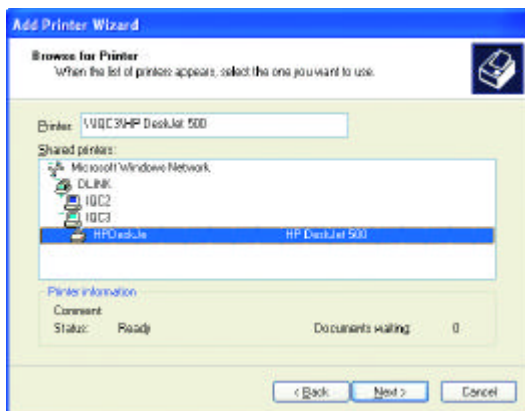 Add Printer Wizard
Browse for Printer
When the list of printers appears, select the one you want to use.
Printer: \\IQC3\HP DeskJet 500
Shared printers:
Microsoft Windows Network
DLINK
IQC2
IQC3
HPDeskJe HP DeskJet 500
Printer information
Comment
Status: Ready Documents waiting: 0
< Back Next > Cancel